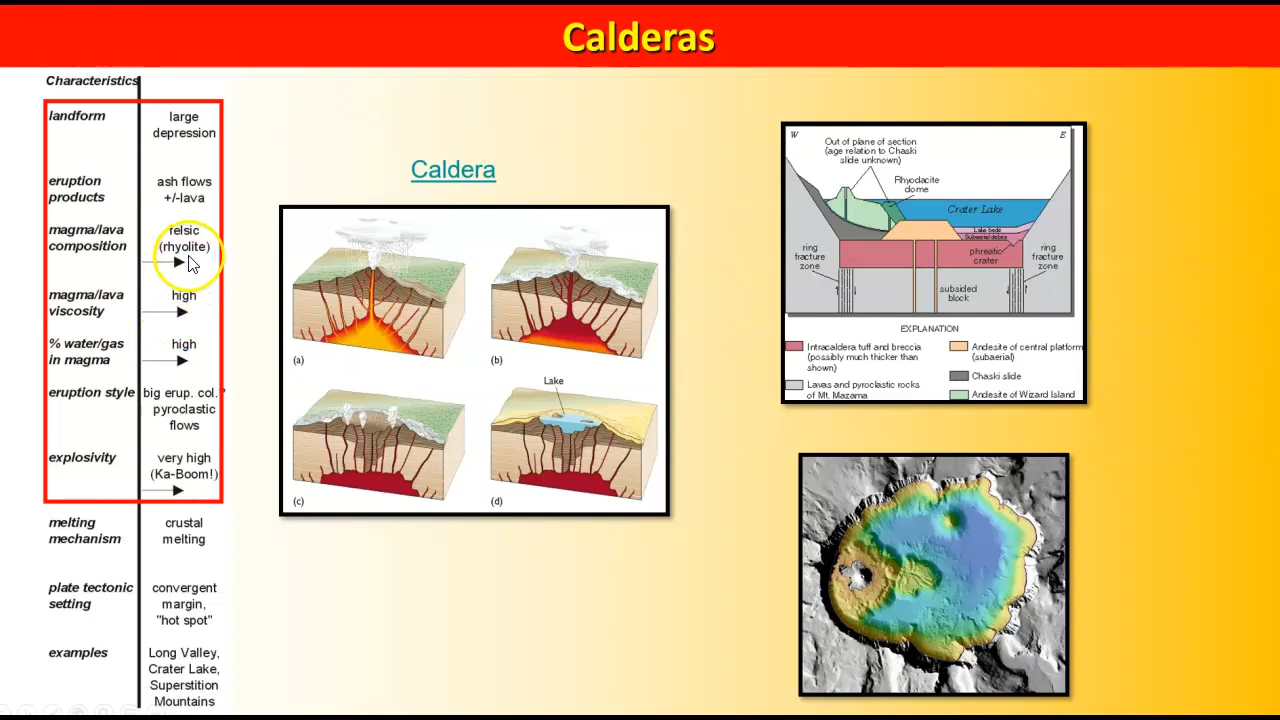 Calderas
Characteristics
landform
large
depression
eruption
products
ash flows
+/-lava
magma/lava
composition
felsic
(rhyolite)
magma/lava
viscosity
high
% water/gas
in magma
high
eruption style
big erup. col.?
pyroclastic
flows
explosivity
very high
(Ka-Boom!)
melting
mechanism
crustal
melting
plate tectonic
setting
convergent
margin,
"hot spot"
examples
Long Valley,
Crater Lake,
Superstition
Mountains
Caldera
(a)
(b)
Lake
(c)
(d)
W
E
Out of plane of section
(age relation to Chaski
slide unknown)
Rhyodacite
dome
Crater Lake
Lake beds
Subaerial debris
ring
fracture
zone
phreatic
crater
ring
fracture
zone
subsided
block
EXPLANATION
Intracaldera tuff and breccia
(possibly much thicker than
shown)
Lavas and pyroclastic rocks
of Mt. Mazama
Andesite of central platform
(subaerial)
Chaski slide
Andesite of Wizard Island